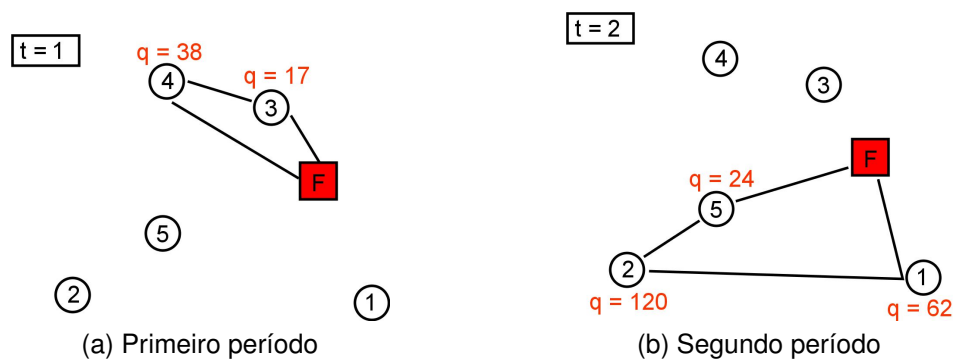 t = 1
q = 38
q = 17
4
3
F
5
2
1
(a) Primeiro período
t = 2
4
3
F
q = 24
5
2
1
q = 120
q = 62
(b) Segundo período